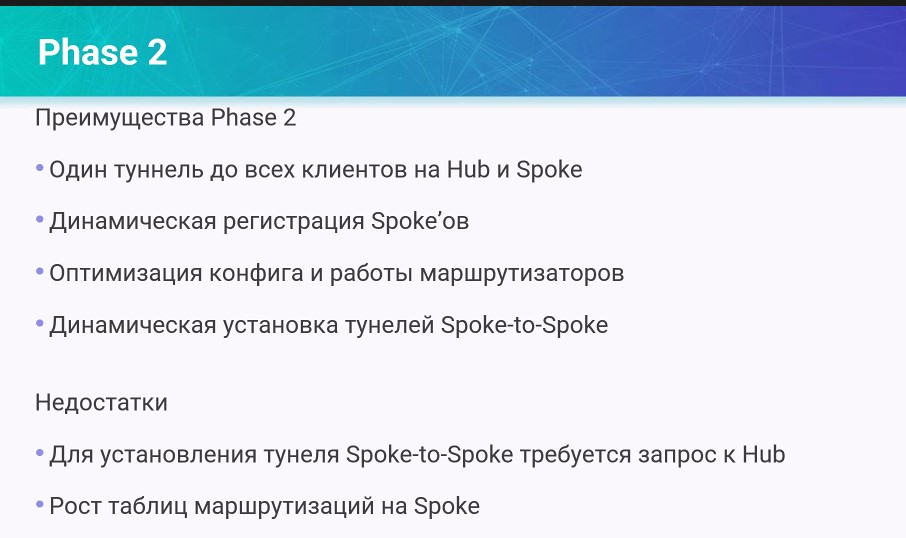 Phase 2
Преимущества Phase 2
• Один туннель до всех клиентов на Hub и Spoke
• Динамическая регистрация Spoke’ов
• Оптимизация конфига и работы маршрутизаторов
• Динамическая установка тунелей Spoke-to-Spoke
Недостатки
• Для установления тунеля Spoke-to-Spoke требуется запрос к Hub
• Рост таблиц маршрутизаций на Spoke